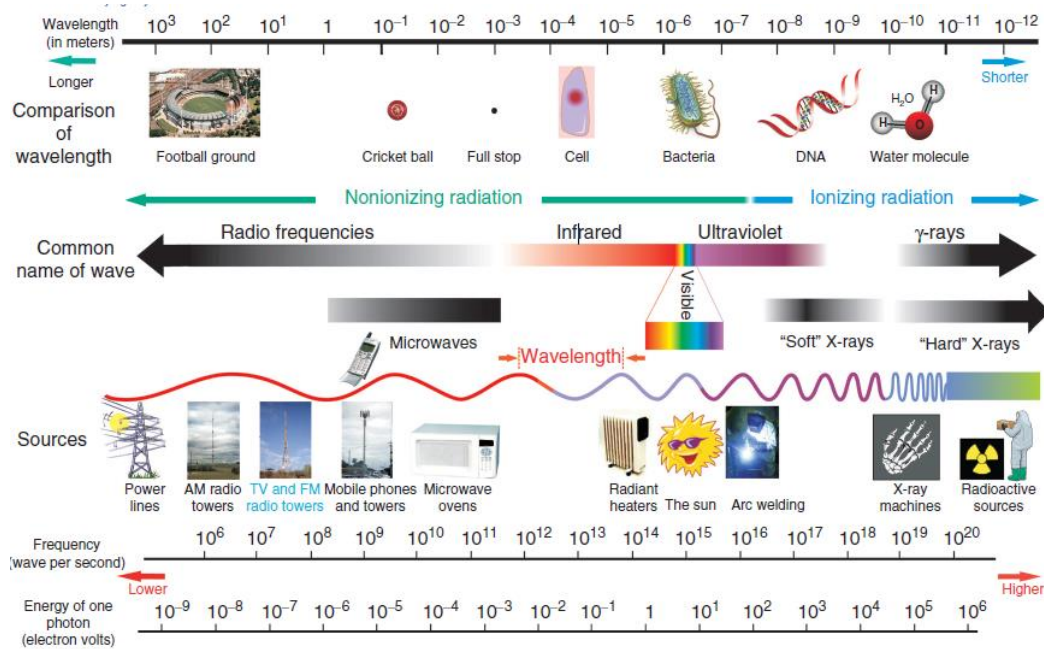 Wavelength
(in meters)
10³ 10² 10¹ 1 10⁻¹ 10⁻² 10⁻³ 10⁻⁴ 10⁻⁵ 10⁻⁶ 10⁻⁷ 10⁻⁸ 10⁻⁹ 10⁻¹⁰ 10⁻¹¹ 10⁻¹²
Longer
Shorter
Comparison
of
wavelength
H₂O
H
H
O
Football ground
Cricket ball
Full stop
Cell
Bacteria
DNA
Water molecule
Nonionizing radiation
Ionizing radiation
Common
name of wave
Radio frequencies
Infrared
Ultraviolet
γ-rays
Visible
Microwaves
"Soft" X-rays
"Hard" X-rays
Wavelength
Sources
Power
lines
AM radio
towers
TV and FM
radio towers
Mobile phones
and towers
Microwave
ovens
Radiant
heaters
The sun
Arc welding
X-ray
machines
Radioactive
sources
Frequency
(wave per second)
10⁶ 10⁷ 10⁸ 10⁹ 10¹⁰ 10¹¹ 10¹² 10¹³ 10¹⁴ 10¹⁵ 10¹⁶ 10¹⁷ 10¹⁸ 10¹⁹ 10²⁰
Lower
Higher
Energy of one
photon
(electron volts)
10⁻⁹ 10⁻⁸ 10⁻⁷ 10⁻⁶ 10⁻⁵ 10⁻⁴ 10⁻³ 10⁻² 10⁻¹ 1 10¹ 10² 10³ 10⁴ 10⁵ 10⁶